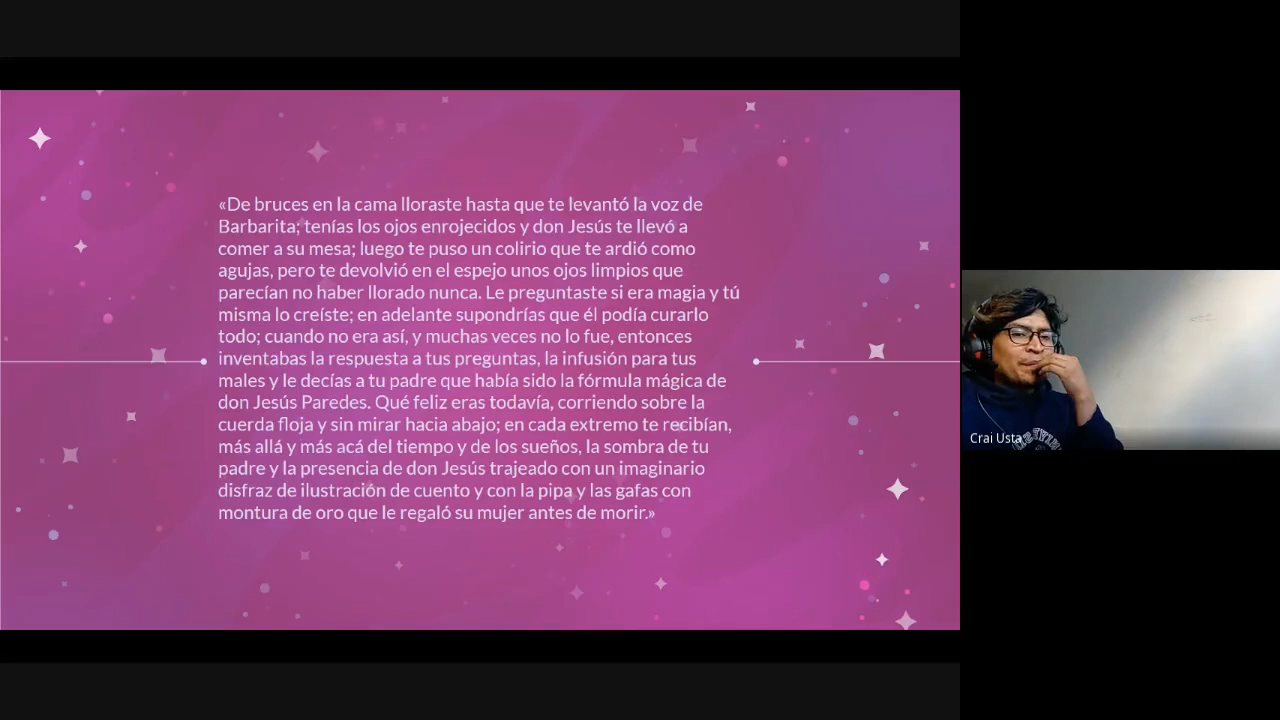 «De bruces en la cama lloraste hasta que te levantó la voz de
Barbarita; tenías los ojos enrojecidos y don Jesús te llevó a
comer a su mesa; luego te puso un colirio que te ardió como
agujas, pero te devolvió en el espejo unos ojos limpios que
parecían no haber llorado nunca. Le preguntaste si era magia y tú
misma lo creíste; en adelante supondrías que él podía curarlo
todo; cuando no era así, y muchas veces no lo fue, entonces
inventabas la respuesta a tus preguntas, la infusión para tus
males y le decías a tu padre que había sido la fórmula mágica de
don Jesús Paredes. Qué feliz eras todavía, corriendo sobre la
cuerda floja y sin mirar hacia abajo; en cada extremo te recibían,
más allá y más acá del tiempo y de los sueños, la sombra de tu
padre y la presencia de don Jesús trajeado con un imaginario
disfraz de ilustración de cuento y con la pipa y las gafas con
montura de oro que le regaló su mujer antes de morir.»
Crai Usta